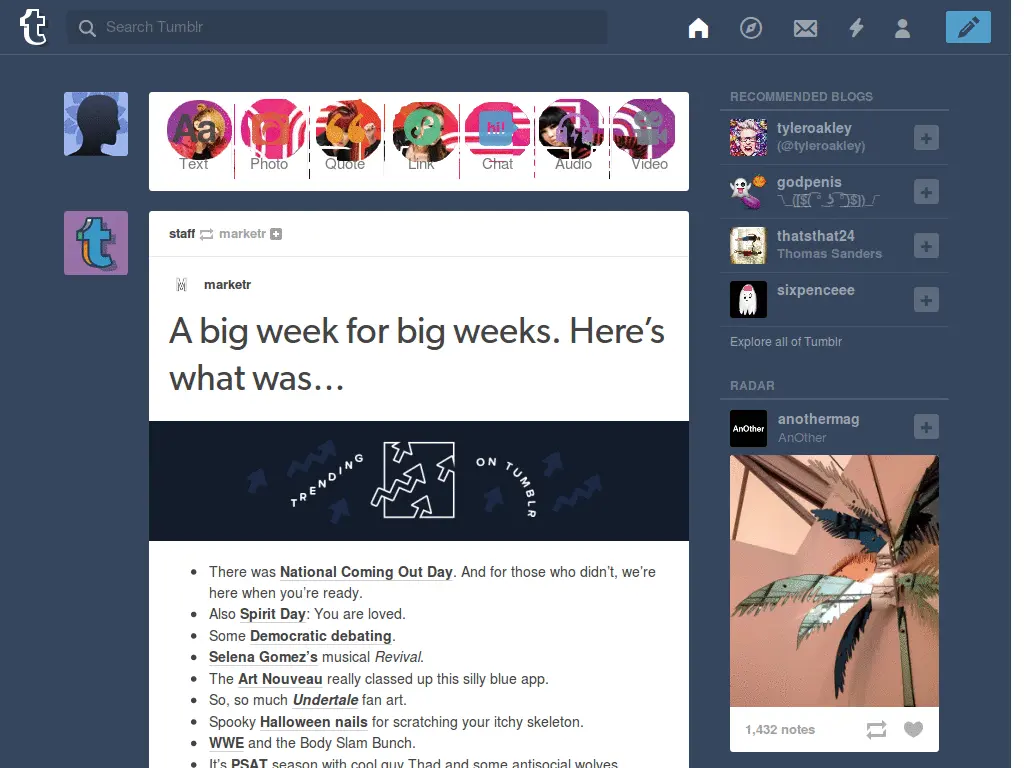 Search Tumblr
Aa
hi!
Text Photo Quote Link Chat Audio Video
staff marketr
marketr
A big week for big weeks. Here’s
what was…
TRENDING ON TUMBLR
There was National Coming Out Day. And for those who didn’t, we’re
here when you’re ready.
Also Spirit Day: You are loved.
Some Democratic debating.
Selena Gomez’s musical Revival.
The Art Nouveau really classed up this silly blue app.
So, so much Undertale fan art.
Spooky Halloween nails for scratching your itchy skeleton.
WWE and the Body Slam Bunch.
It’s PSAT season with cool guy Thad and some antisocial wolves
RECOMMENDED BLOGS
tyleroakley
(@tyleroakley)
godpenis
thatsthat24
Thomas Sanders
sixpenceee
Explore all of Tumblr
RADAR
AnOther
anothermag
AnOther
1,432 notes